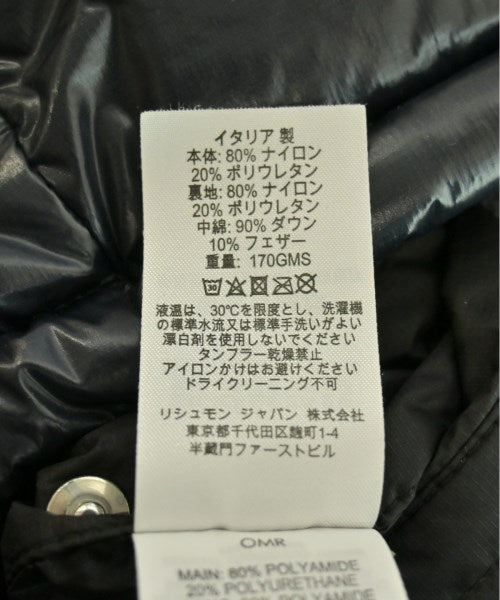 イタリア 製
本体: 80% ナイロン
20% ポリウレタン
裏地: 80% ナイロン
20% ポリウレタン
中綿: 90% ダウン
10% フェザー
重量: 170GMS
30
液温は、30℃を限度とし、洗濯機
の標準水流又は標準手洗いがよい
漂白剤を使用しないでください
タンフラー乾燥禁止
アイロンかけはお避けください
ドライクリーニング不可
リシュモン ジャパン 株式会社
東京都千代田区麹町1-4
半蔵門ファーストビル
OMR
MAIN: 80% POLYAMIDE
20% POLYURETHANE